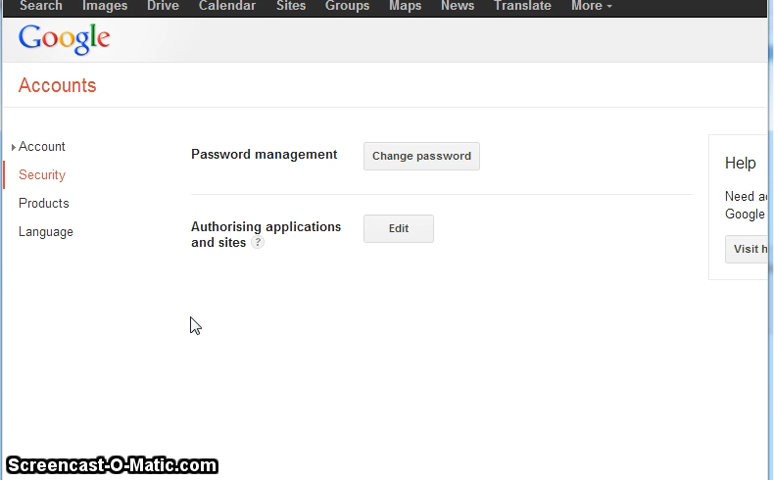 Search Images Drive Calendar Sites Groups Maps News Translate More
Google
Accounts
Account
Security
Products
Language
Password management
Change password
Authorising applications
and sites ?
Edit
Help
Need
Google
Visit
Screencast-O-Matic.com